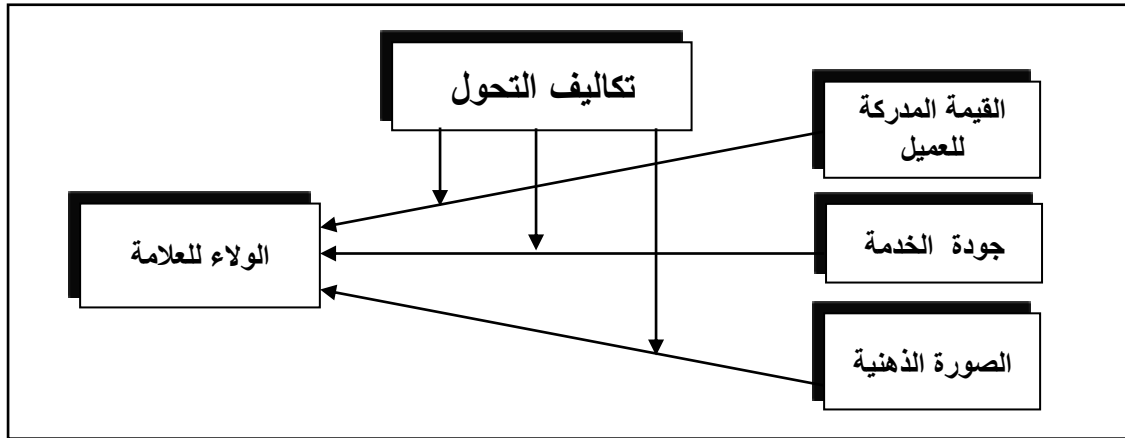 تكاليف التحول
القيمة المدركة
للعميل
جودة الخدمة
الولاء للعلامة
الصورة الذهنية